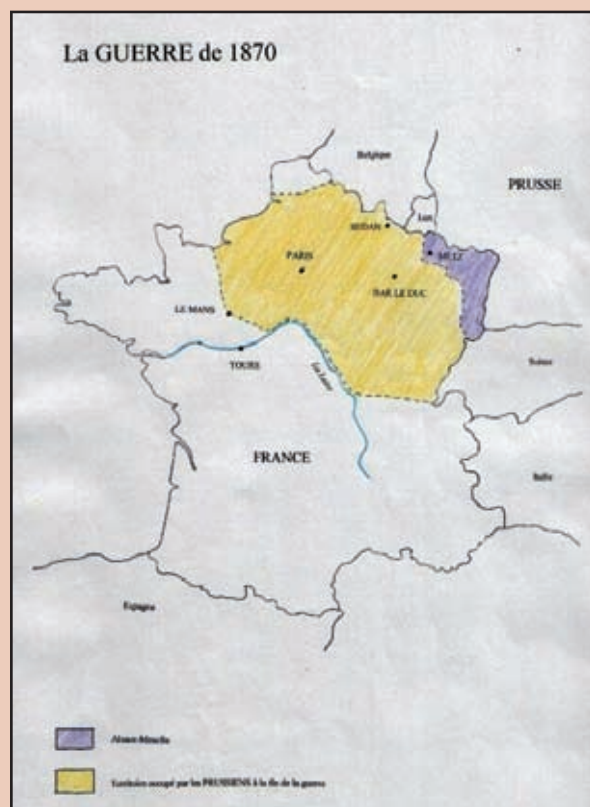 La GUERRE de 1870
Belgique
PRUSSE
Lux
SEDAN
METZ
PARIS
BAR LE DUC
LE MANS
TOURS
La Loire
Suisse
FRANCE
Italie
Espagne
Alsace-Moselle
Territoire occupé par les PRUSSIENS à la fin de la guerre